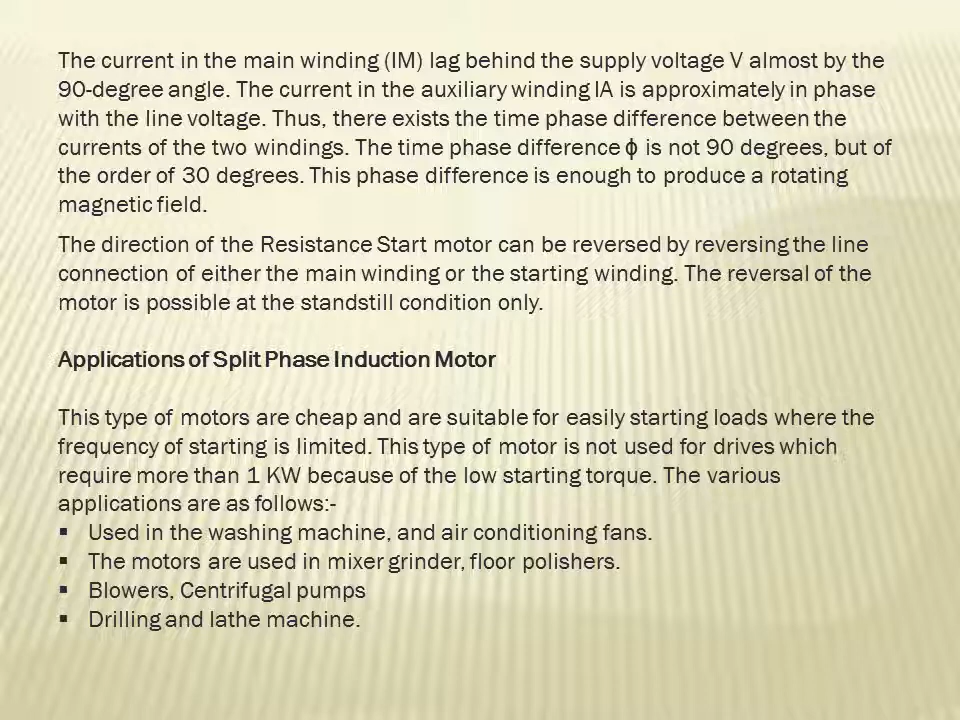 The current in the main winding (IM) lag behind the supply voltage V almost by the
90-degree angle. The current in the auxiliary winding IA is approximately in phase
with the line voltage. Thus, there exists the time phase difference between the
currents of the two windings. The time phase difference ϕ is not 90 degrees, but of
the order of 30 degrees. This phase difference is enough to produce a rotating
magnetic field.
The direction of the Resistance Start motor can be reversed by reversing the line
connection of either the main winding or the starting winding. The reversal of the
motor is possible at the standstill condition only.
Applications of Split Phase Induction Motor
This type of motors are cheap and are suitable for easily starting loads where the
frequency of starting is limited. This type of motor is not used for drives which
require more than 1 KW because of the low starting torque. The various
applications are as follows:-
▪ Used in the washing machine, and air conditioning fans.
▪ The motors are used in mixer grinder, floor polishers.
▪ Blowers, Centrifugal pumps
▪ Drilling and lathe machine.